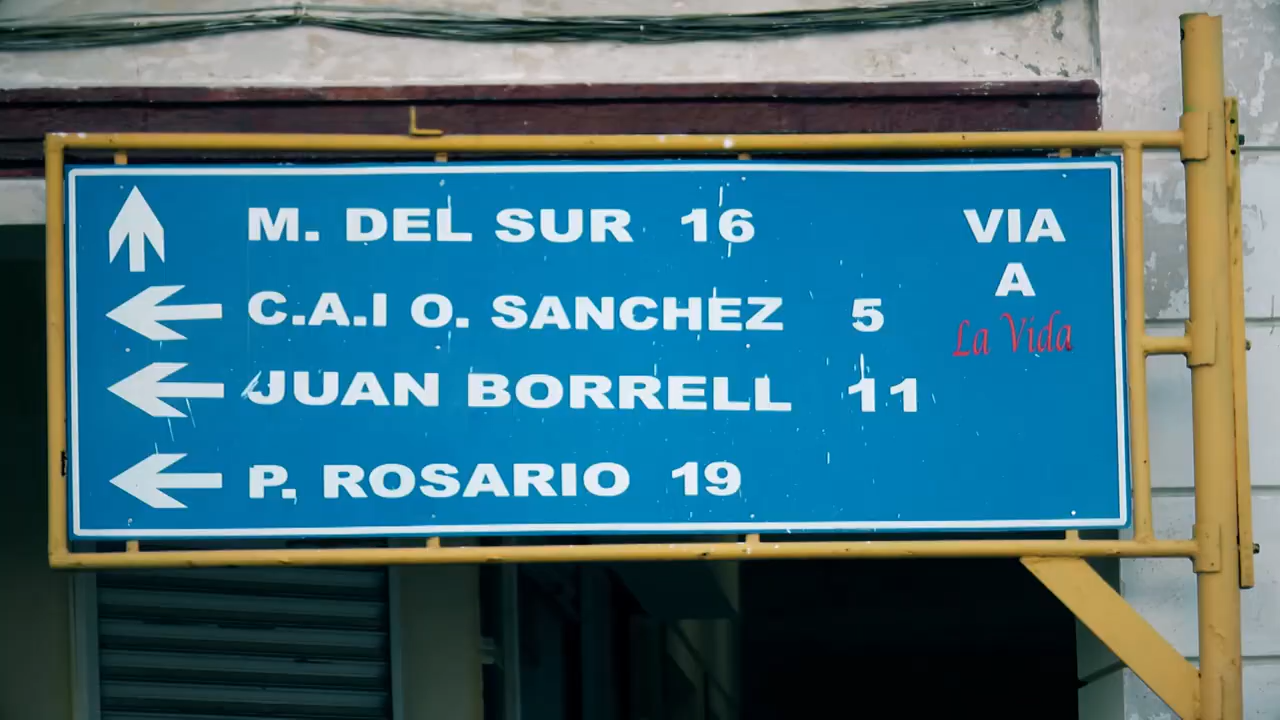 M. DEL SUR 16
C.A.I O. SANCHEZ 5
JUAN BORRELL 11
P. ROSARIO 19
VIA
A
La Vida